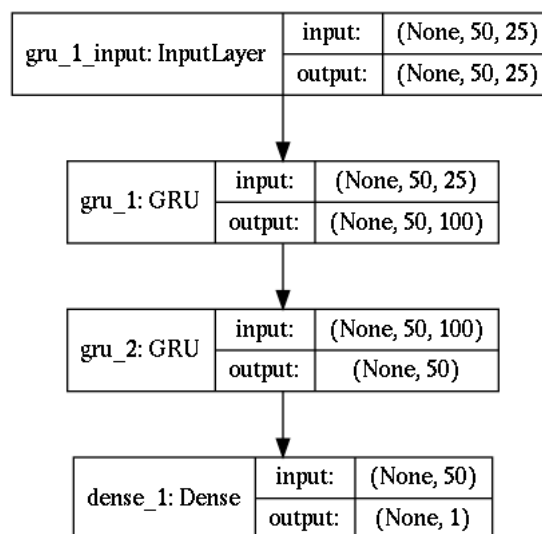 gru_1_input: InputLayer
input: (None, 50, 25)
output: (None, 50, 25)
gru_1: GRU
input: (None, 50, 25)
output: (None, 50, 100)
gru_2: GRU
input: (None, 50, 100)
output: (None, 50)
dense_1: Dense
input: (None, 50)
output: (None, 1)